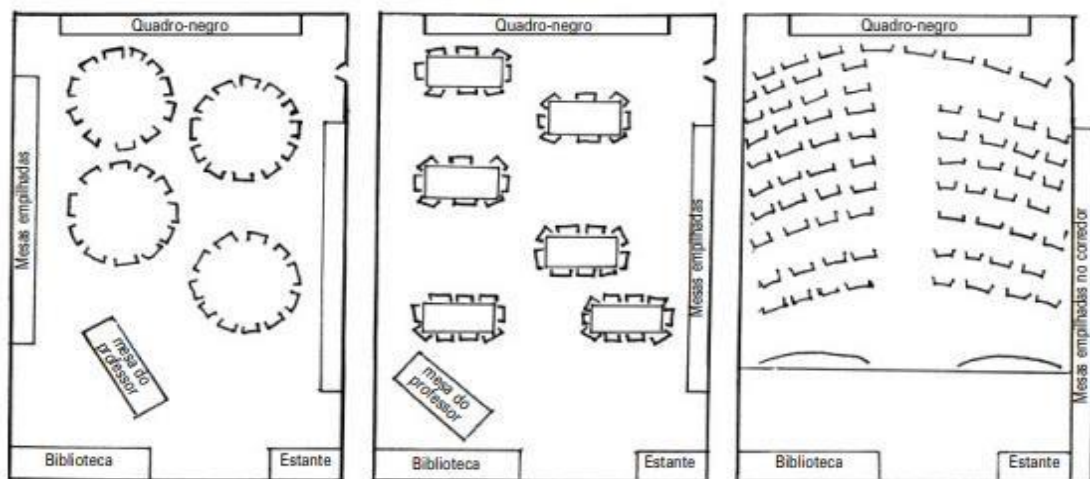 Quadro-negro
Mesas empilhadas
mesa do
professor
Biblioteca
Estante
Quadro-negro
Mesas empilhadas
mesa do
professor
Biblioteca
Estante
Quadro-negro
Mesas empilhadas no corredor
Biblioteca
Estante